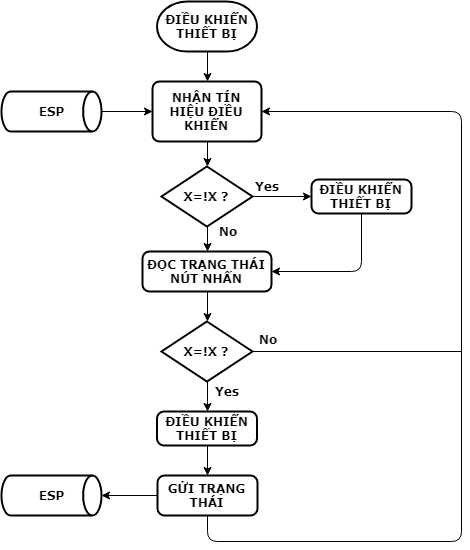 ĐIỀU KHIỂN
THIẾT BỊ
ESP
NHẬN TÍN
HIỆU ĐIỀU
KHIỂN
X=!X ?
Yes
ĐIỀU KHIỂN
THIẾT BỊ
No
ĐỌC TRẠNG THÁI
NÚT NHẤN
X=!X ?
No
Yes
ĐIỀU KHIỂN
THIẾT BỊ
ESP
GỬI TRẠNG
THÁI